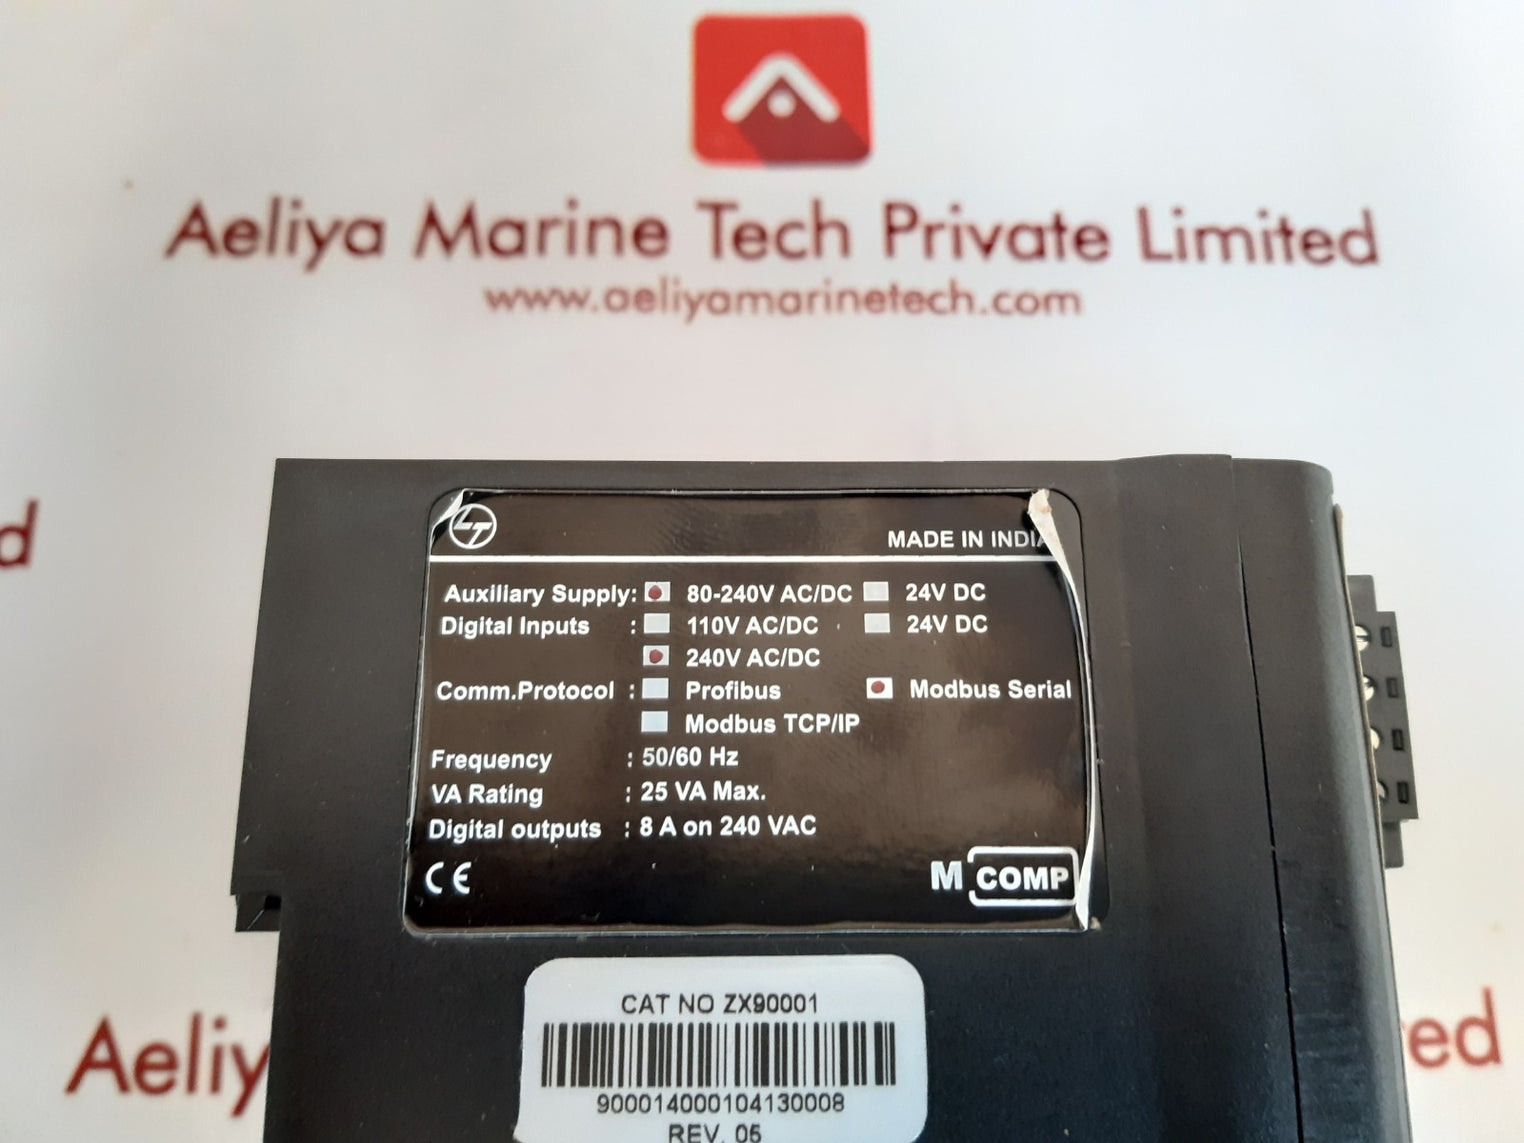 Aeliya Marine Tech Private Limited
www.aeliyamarinetech.com
d
LT
MADE IN INDIA
Auxiliary Supply: 80-240V AC/DC 24V DC
Digital Inputs : 110V AC/DC 24V DC
240V AC/DC
Comm.Protocol : Profibus Modbus Serial
Modbus TCP/IP
Frequency : 50/60 Hz
VA Rating : 25 VA Max.
Digital outputs : 8 A on 240 VAC
CE M COMP
CAT NO ZX90001
900014000104130008
REV. 05
Aeliy ed